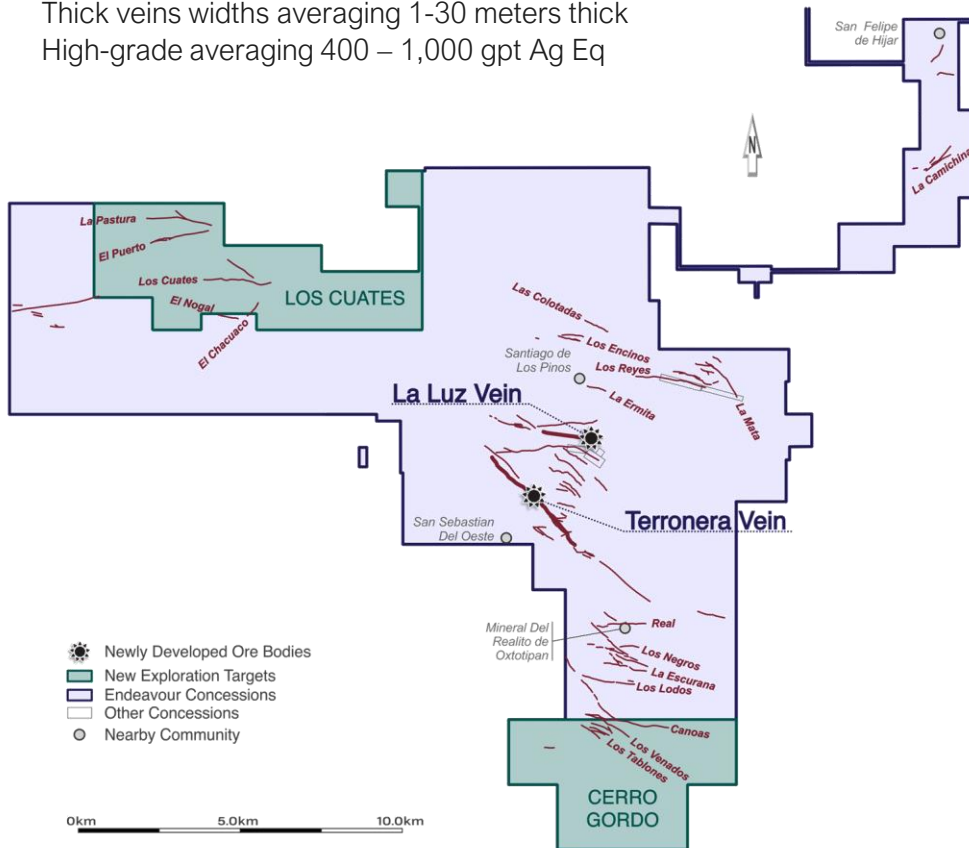 Thick veins widths averaging 1-30 meters thick
High-grade averaging 400 – 1,000 gpt Ag Eq
San Felipe
de Hijar
N
La Camichina
La Pastura
El Puerto
Los Cuates
El Nogal
LOS CUATES
El Chacuaco
Las Colotadas
Los Encinos
Santiago de
Los Pinos
Los Reyes
La Ermita
La Mata
La Luz Vein
Terronera Vein
San Sebastian
Del Oeste
Mineral Del
Realito de
Oxtotipan
Real
Los Negros
La Escurana
Los Lodos
Canoas
Los Venados
Los Tablones
CERRO
GORDO
Newly Developed Ore Bodies
New Exploration Targets
Endeavour Concessions
Other Concessions
Nearby Community
0km 5.0km 10.0km